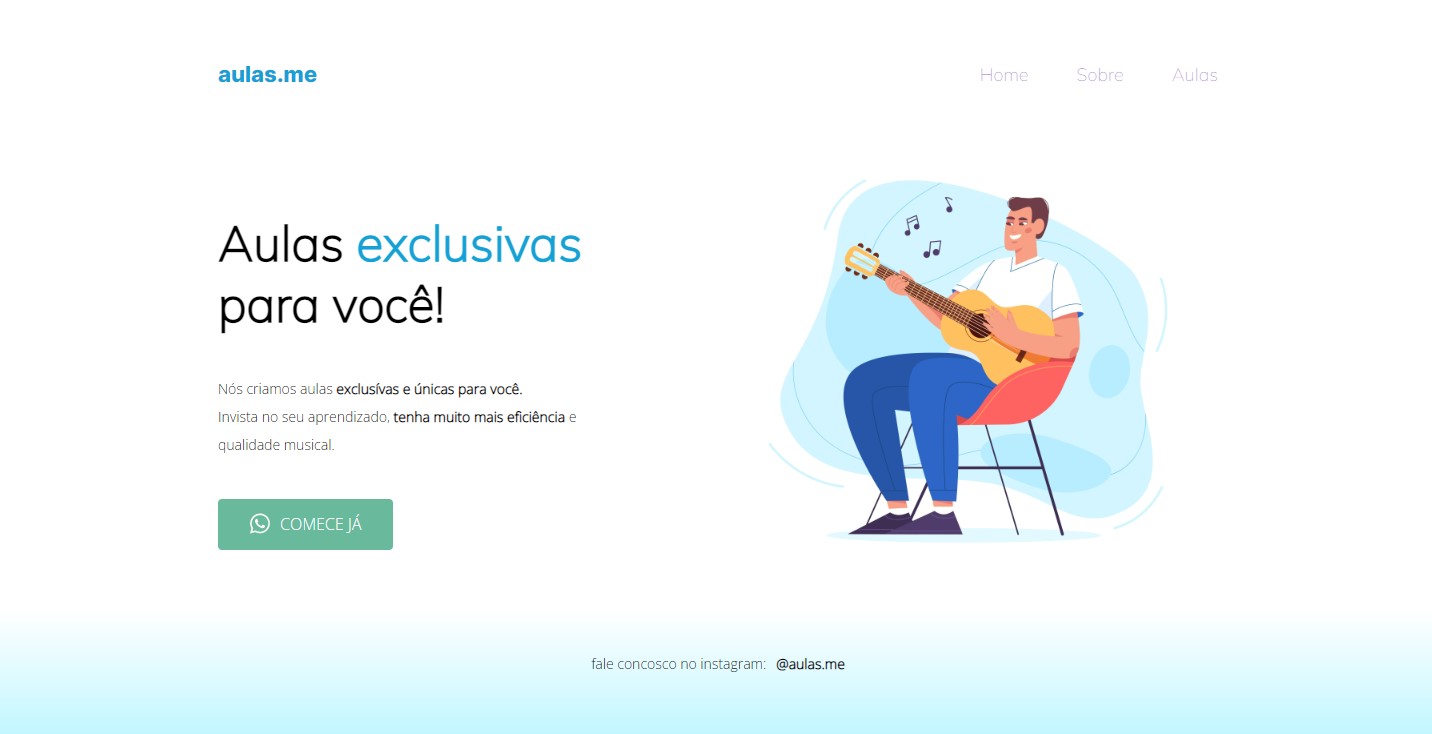 aulas.me
Home Sobre Aulas
Aulas exclusivas
para você!
Nós criamos aulas exclusívas e únicas para você.
Invista no seu aprendizado, tenha muito mais eficiência e
qualidade musical.
COMECE JÁ
fale concosco no instagram: @aulas.me